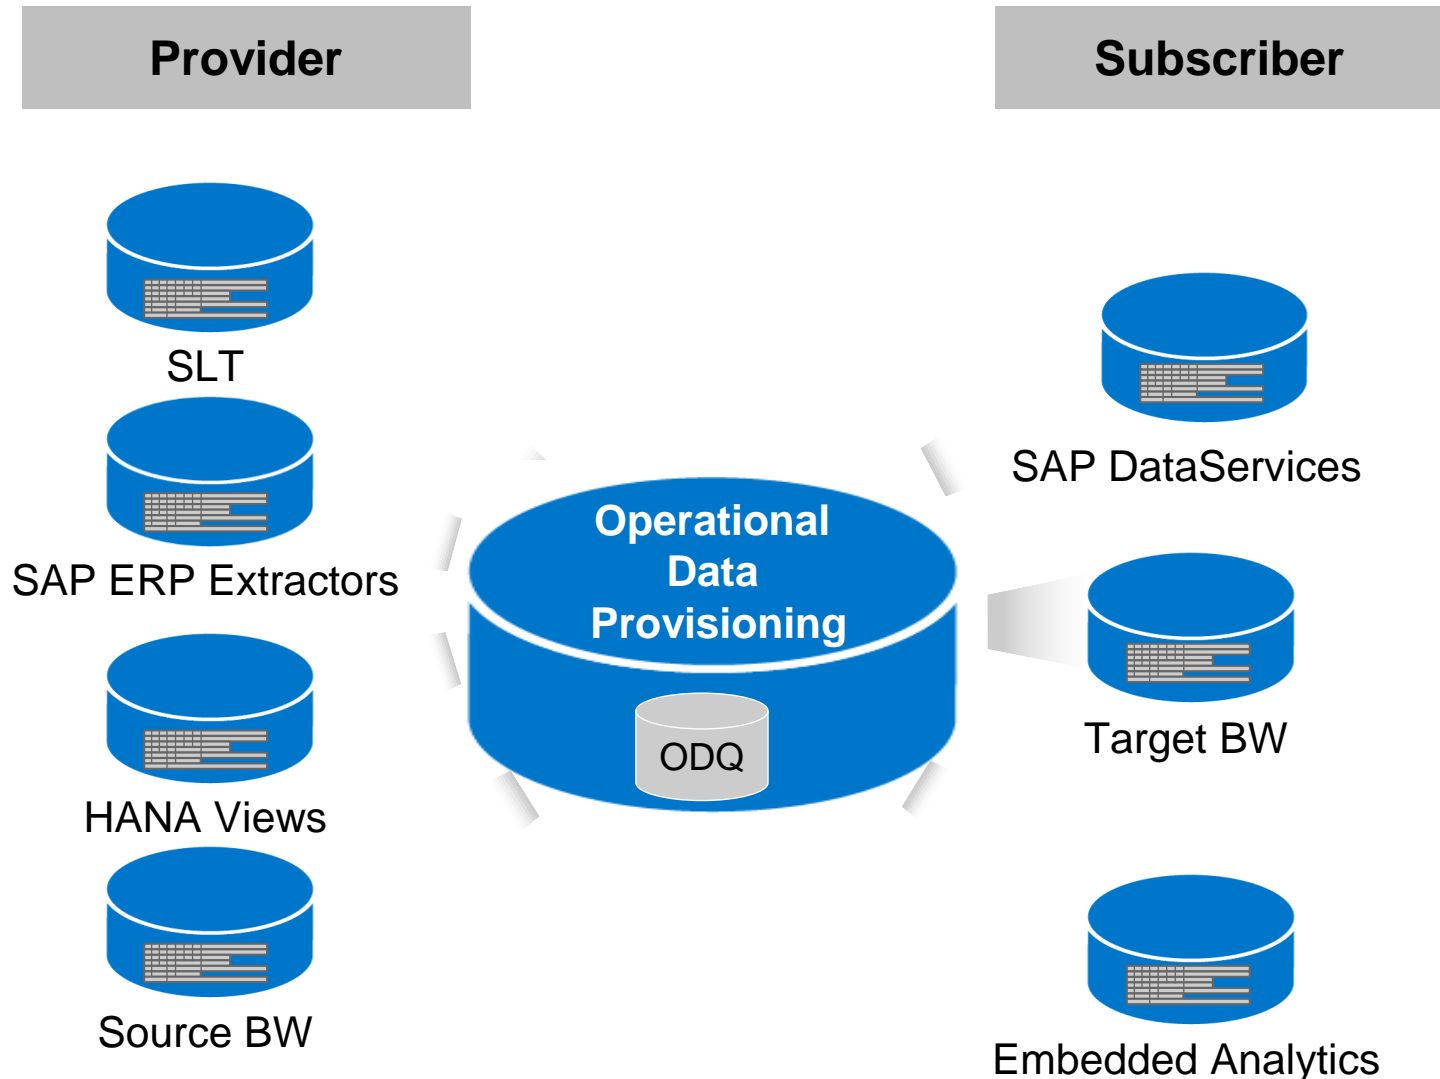 Provider
Subscriber
SLT
SAP ERP Extractors
HANA Views
Source BW
Operational
Data
Provisioning
ODQ
SAP DataServices
Target BW
Embedded Analytics